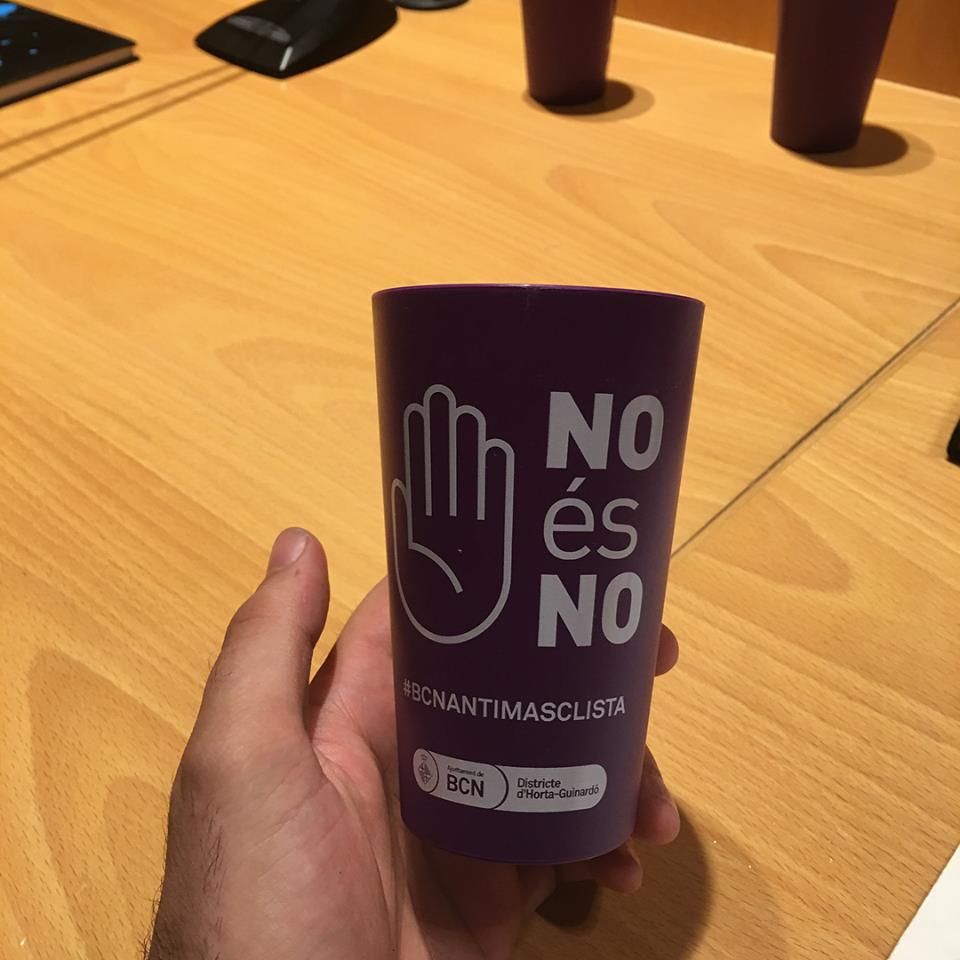 NO
és
NO
#BCNANTIMASCLISTA
Ajuntament de
BCN
Districte
d'Horta-Guinardó